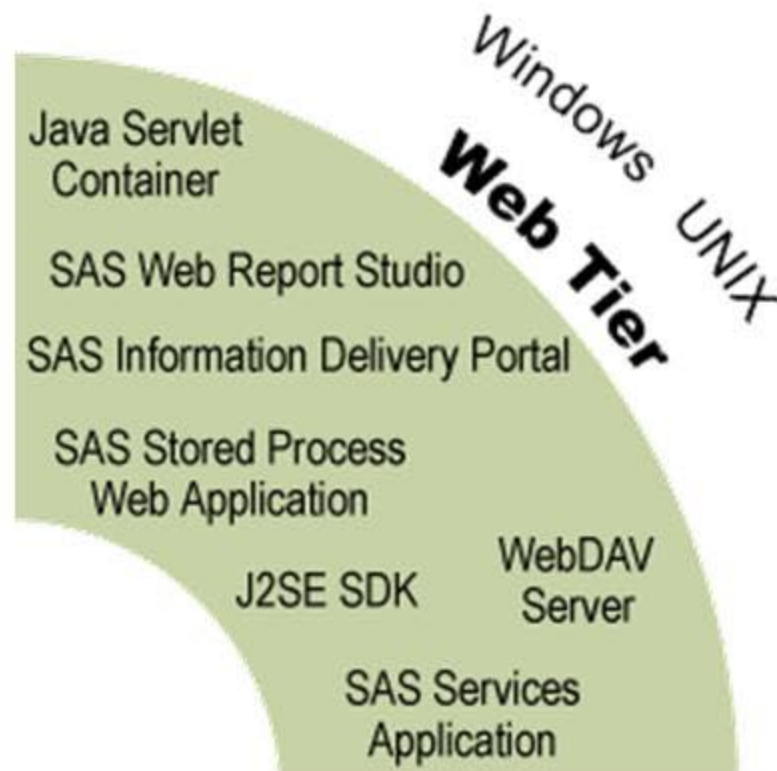 Windows
UNIX
Web Tier
Java Servlet
Container
SAS Web Report Studio
SAS Information Delivery Portal
SAS Stored Process
Web Application
J2SE SDK
WebDAV
Server
SAS Services
Application